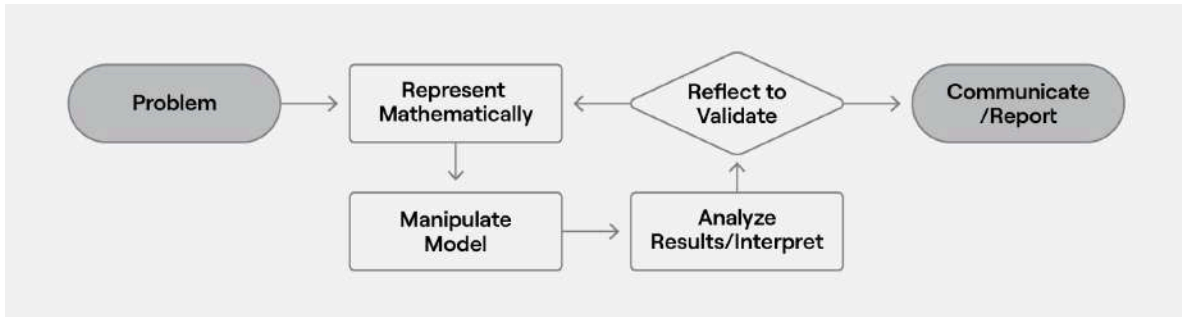 Problem
Represent
Mathematically
Manipulate
Model
Analyze
Results/Interpret
Reflect to
Validate
Communicate
/Report